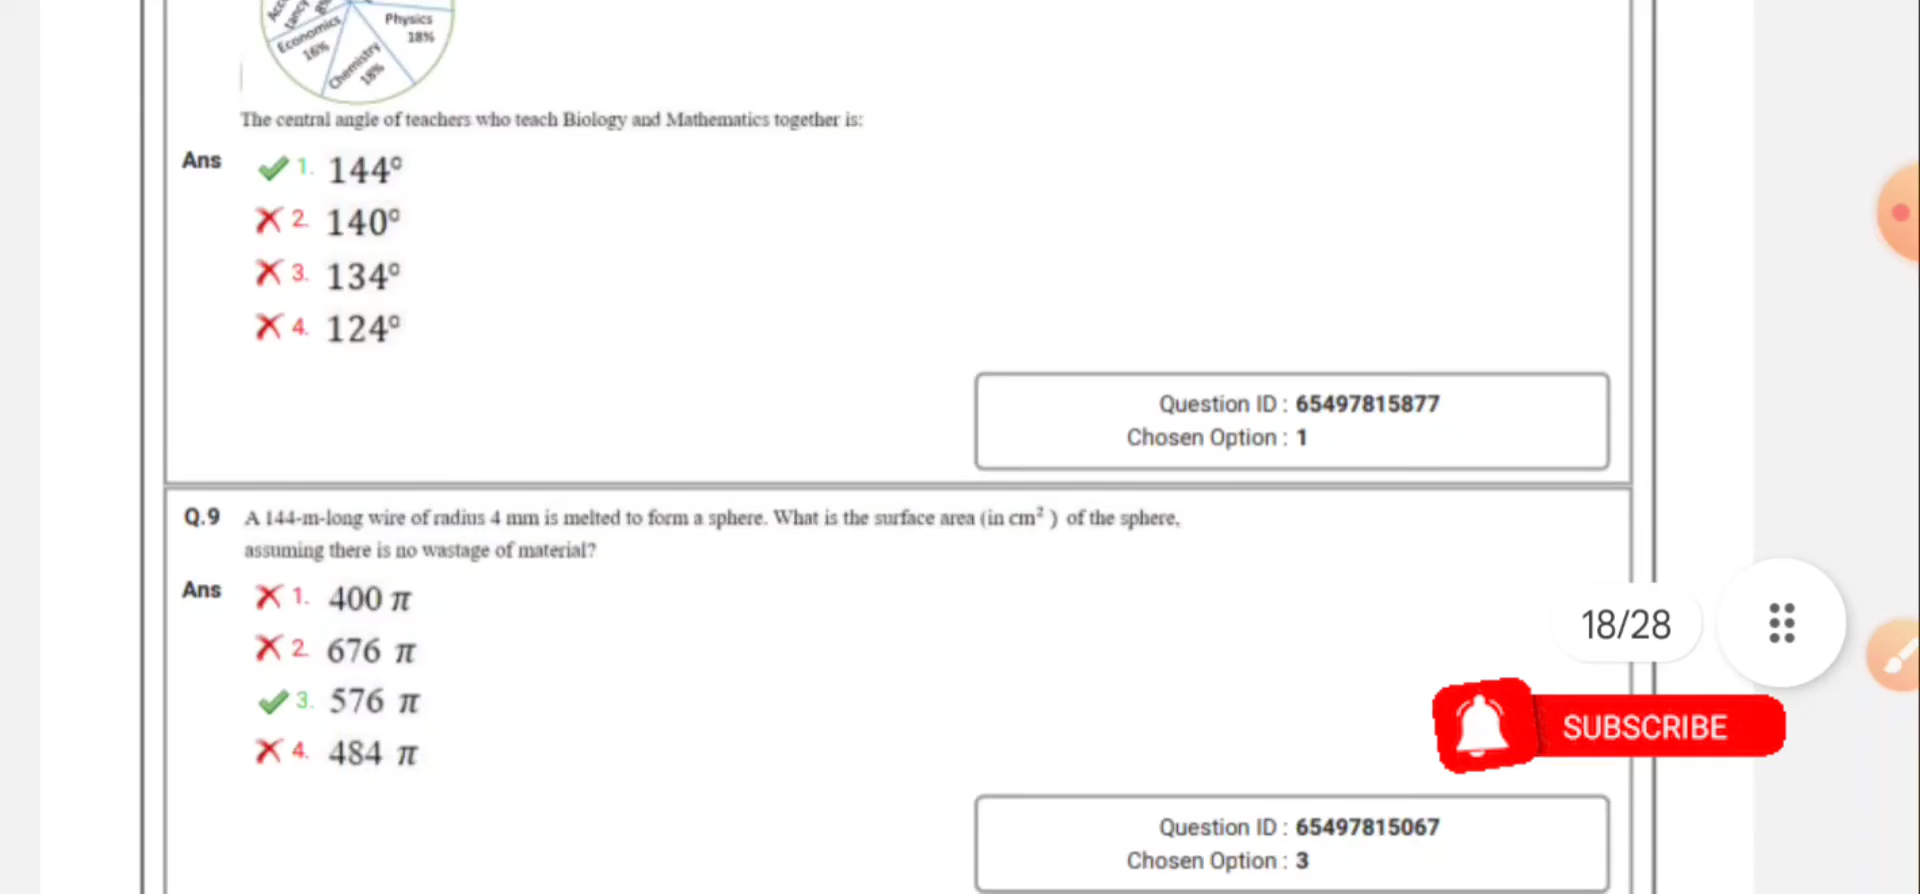 Physics
18%
Economics
16%
Chemistry
18%
The central angle of teachers who teach Biology and Mathematics together is:
Ans
1. 144°
2. 140°
3. 134°
4. 124°
Question ID : 65497815877
Chosen Option : 1
Q.9 A 144-m-long wire of radius 4 mm is melted to form a sphere. What is the surface area (in cm² ) of the sphere,
assuming there is no wastage of material?
Ans
1. 400 π
2. 676 π
3. 576 π
4. 484 π
18/28
SUBSCRIBE
Question ID : 65497815067
Chosen Option : 3